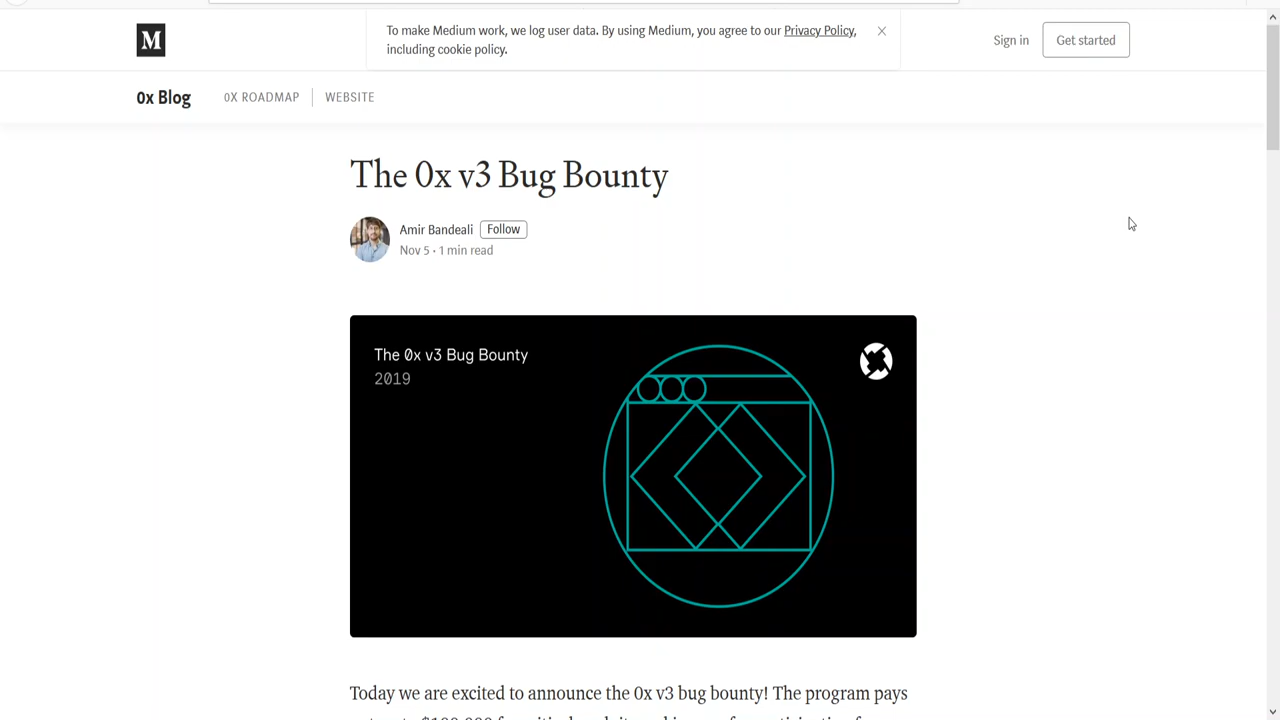 M
To make Medium work, we log user data. By using Medium, you agree to our Privacy Policy,
including cookie policy.
Sign in
Get started
0x Blog
0X ROADMAP
WEBSITE
The 0x v3 Bug Bounty
Amir Bandeali
Follow
Nov 5 · 1 min read
The 0x v3 Bug Bounty
2019
Today we are excited to announce the 0x v3 bug bounty! The program pays